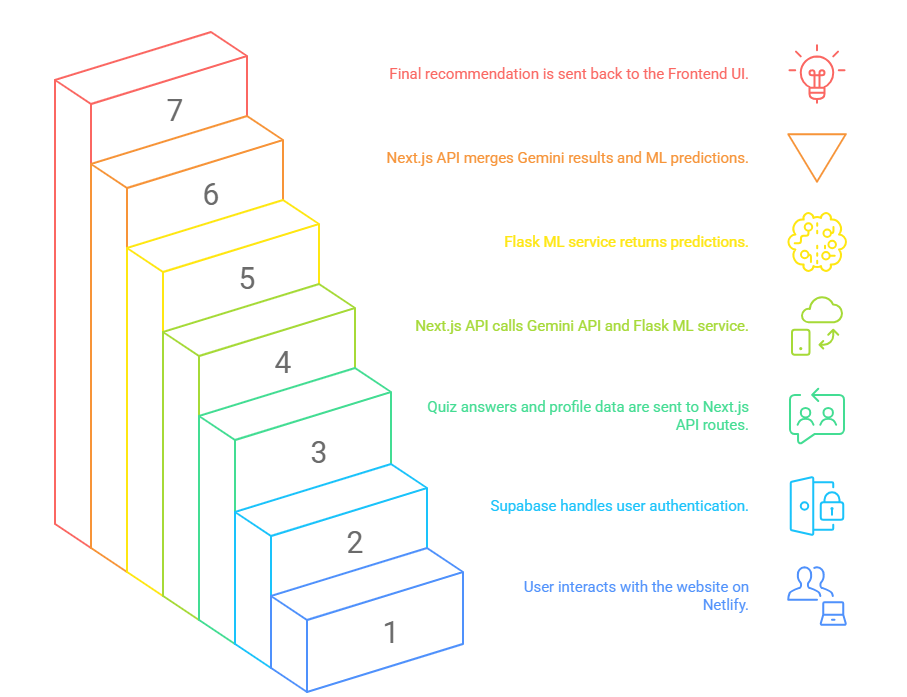 7
Final recommendation is sent back to the Frontend UI.
6
Next.js API merges Gemini results and ML predictions.
5
Flask ML service returns predictions.
4
Next.js API calls Gemini API and Flask ML service.
3
Quiz answers and profile data are sent to Next.js
API routes.
2
Supabase handles user authentication.
1
User interacts with the website on
Netlify.